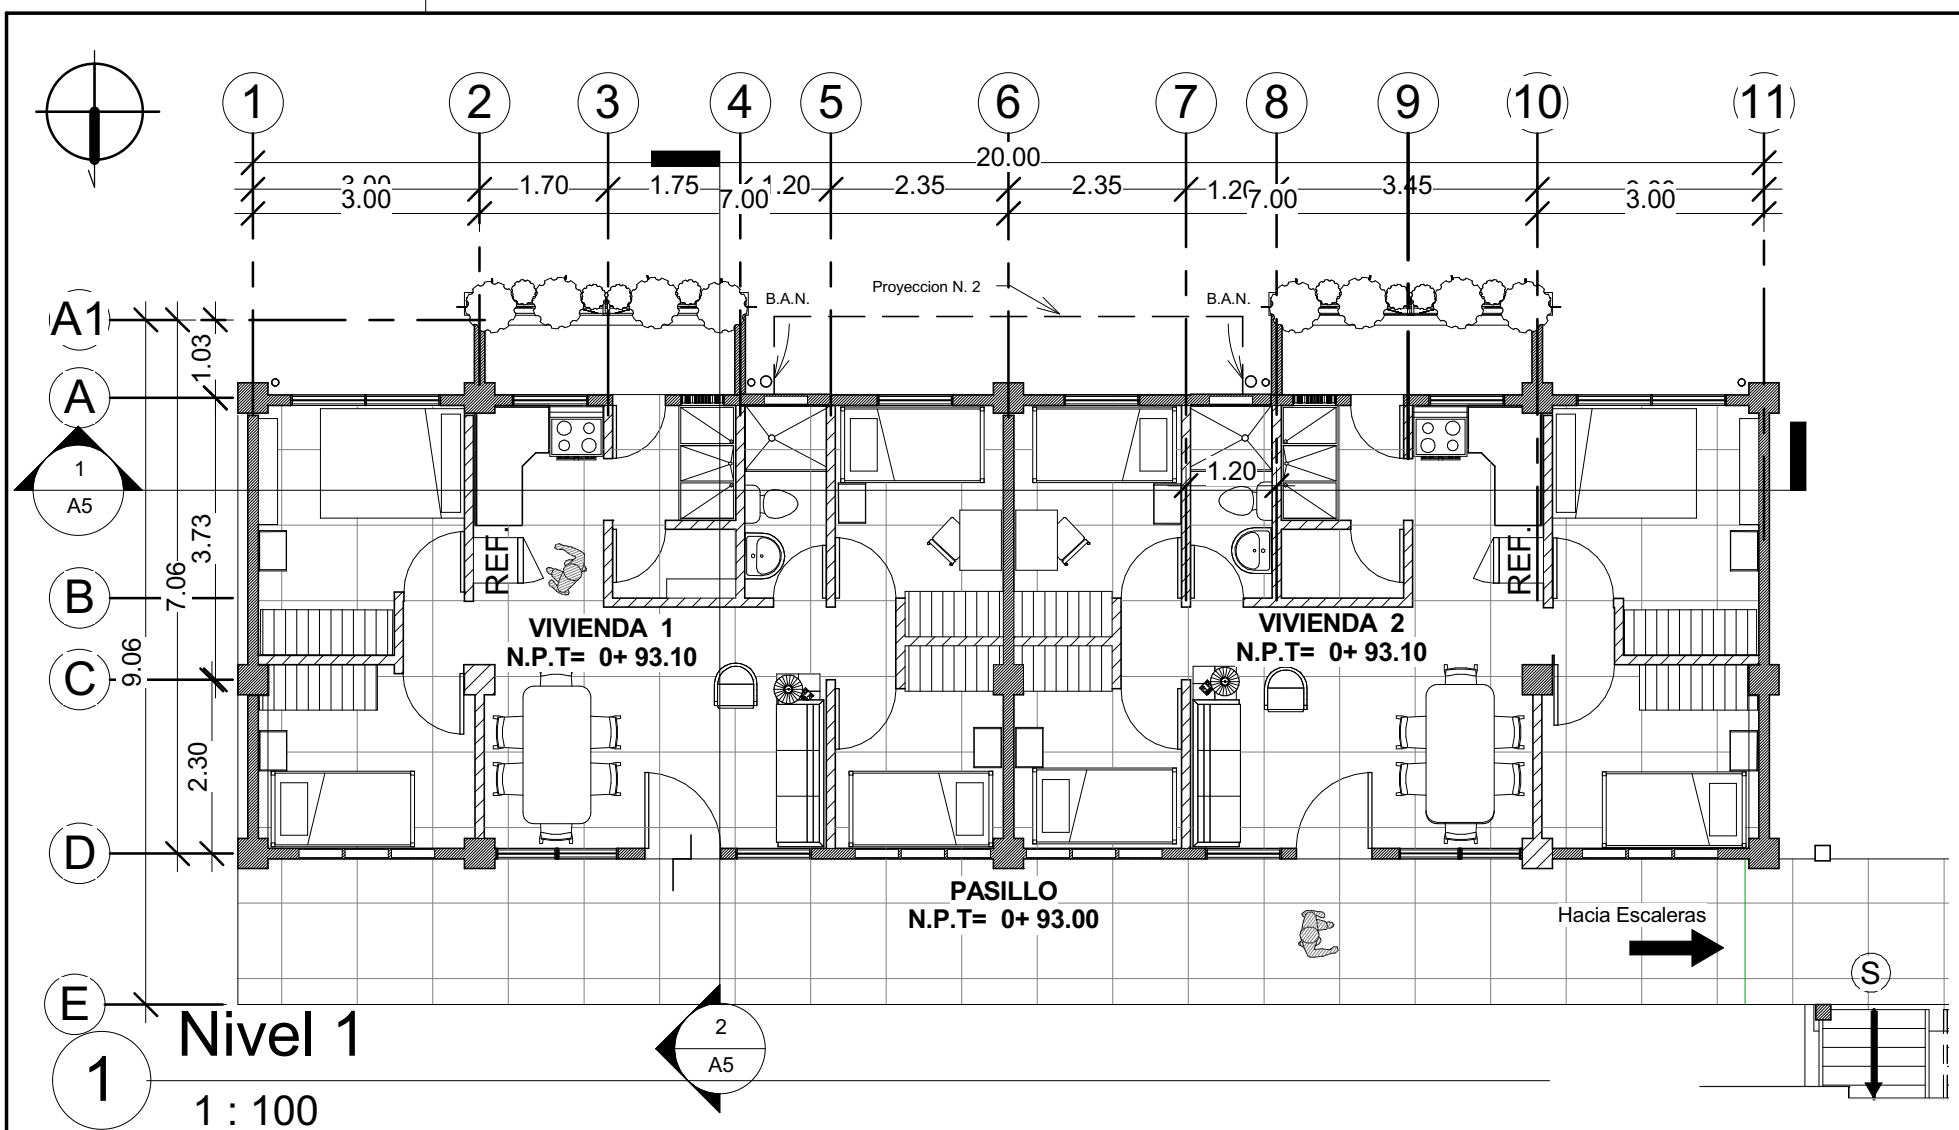 1 2 3 4 5 6 7 8 9 10 11
20.00
3.00 1.70 1.75 1.20 2.35 2.35 1.20 3.45
3.00 7.00 7.00 3.00
A1
A
B
C
D
E
1.03
3.73
2.30
7.06
9.06
B.A.N.
Proyeccion N. 2
B.A.N.
1
A5
1.20
REF.
REF.
VIVIENDA 1
N.P.T= 0+ 93.10
VIVIENDA 2
N.P.T= 0+ 93.10
PASILLO
N.P.T= 0+ 93.00
Hacia Escaleras
S
2
A5
1
Nivel 1
1 : 100